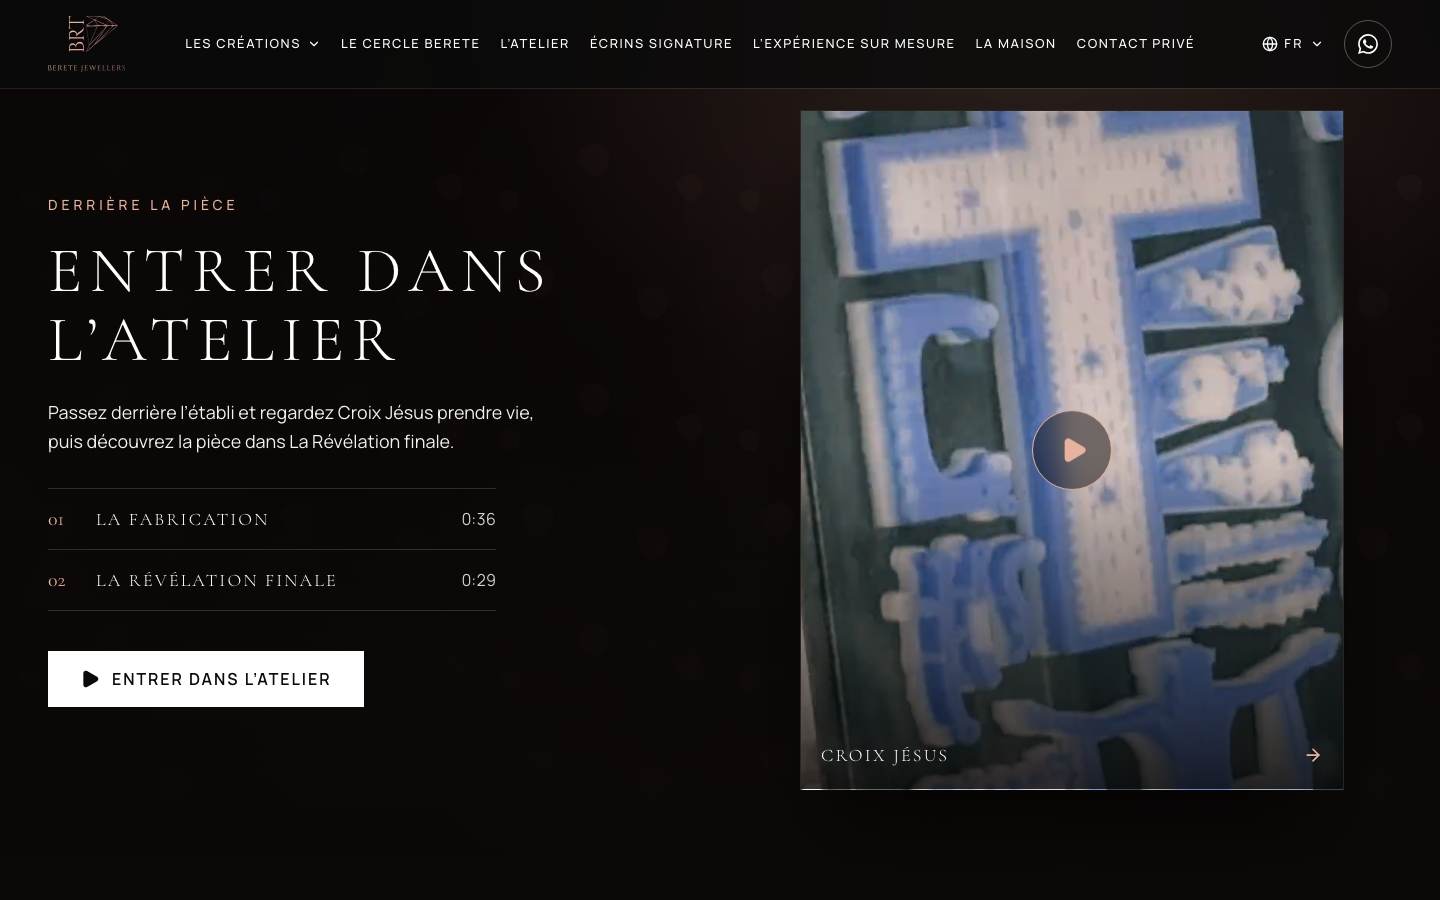 BRT
BERETE JEWELLERS
LES CRÉATIONS
LE CERCLE BERETE
L’ATELIER
ÉCRINS SIGNATURE
L’EXPÉRIENCE SUR MESURE
LA MAISON
CONTACT PRIVÉ
FR
DERRIÈRE LA PIÈCE
ENTRER DANS
L’ATELIER
Passez derrière l’établi et regardez Croix Jésus prendre vie,
puis découvrez la pièce dans La Révélation finale.
01 LA FABRICATION 0:36
02 LA RÉVÉLATION FINALE 0:29
ENTRER DANS L’ATELIER
CROIX JÉSUS